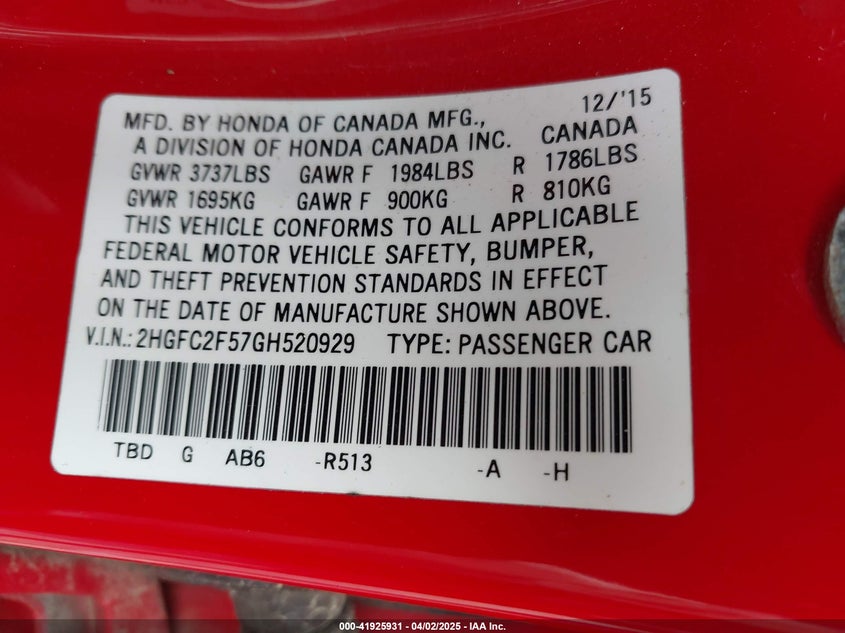 12/'15
MFD. BY HONDA OF CANADA MFG.,
A DIVISION OF HONDA CANADA INC. CANADA
GVWR 3737LBS GAWR F 1984LBS R 1786LBS
GVWR 1695KG GAWR F 900KG R 810KG
THIS VEHICLE CONFORMS TO ALL APPLICABLE
FEDERAL MOTOR VEHICLE SAFETY, BUMPER,
AND THEFT PREVENTION STANDARDS IN EFFECT
ON THE DATE OF MANUFACTURE SHOWN ABOVE.
V.I.N.: 2HGFC2F57GH520929 TYPE: PASSENGER CAR
TBD G AB6 -R513 -A -H
000-41925931 - 04/02/2025 - IAA Inc.